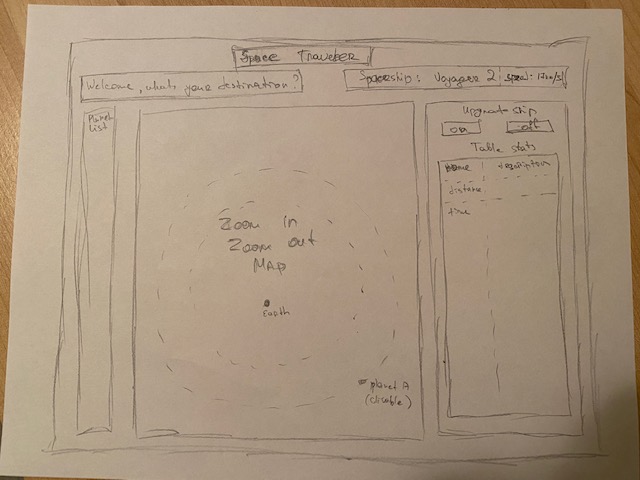 Space Traveler
Welcome, whats your destination?
Spaceship: Voyager 2
speed: 17km/s
Planet
list
Upgrade ship
on
off
Table stats
name description
distance
time
Zoom in
Zoom out
MAP
Earth
planet A
(clicable)